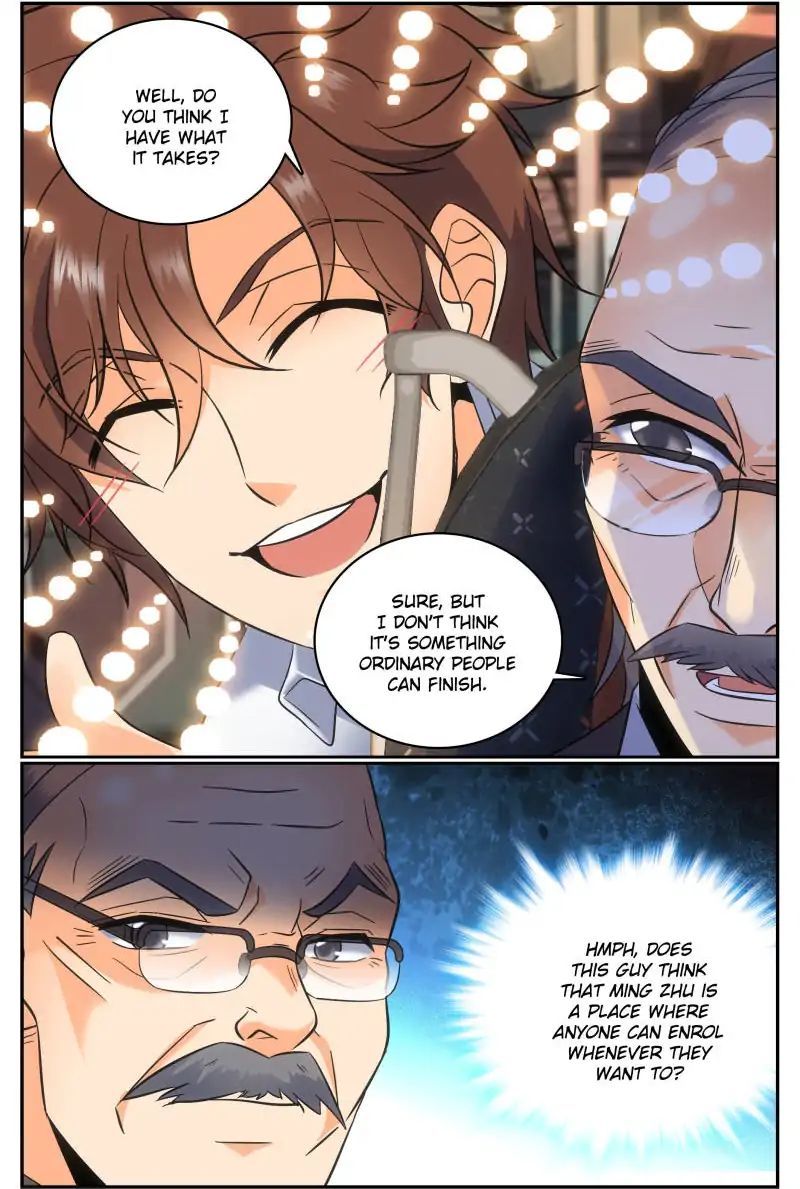 WELL, DO
YOU THINK I
HAVE WHAT
IT TAKES?
SURE, BUT
I DON'T THINK
IT'S SOMETHING
ORDINARY PEOPLE
CAN FINISH.
HMPH, DOES
THIS GUY THINK
THAT MING ZHU IS
A PLACE WHERE
ANYONE CAN ENROL
WHENEVER THEY
WANT TO?